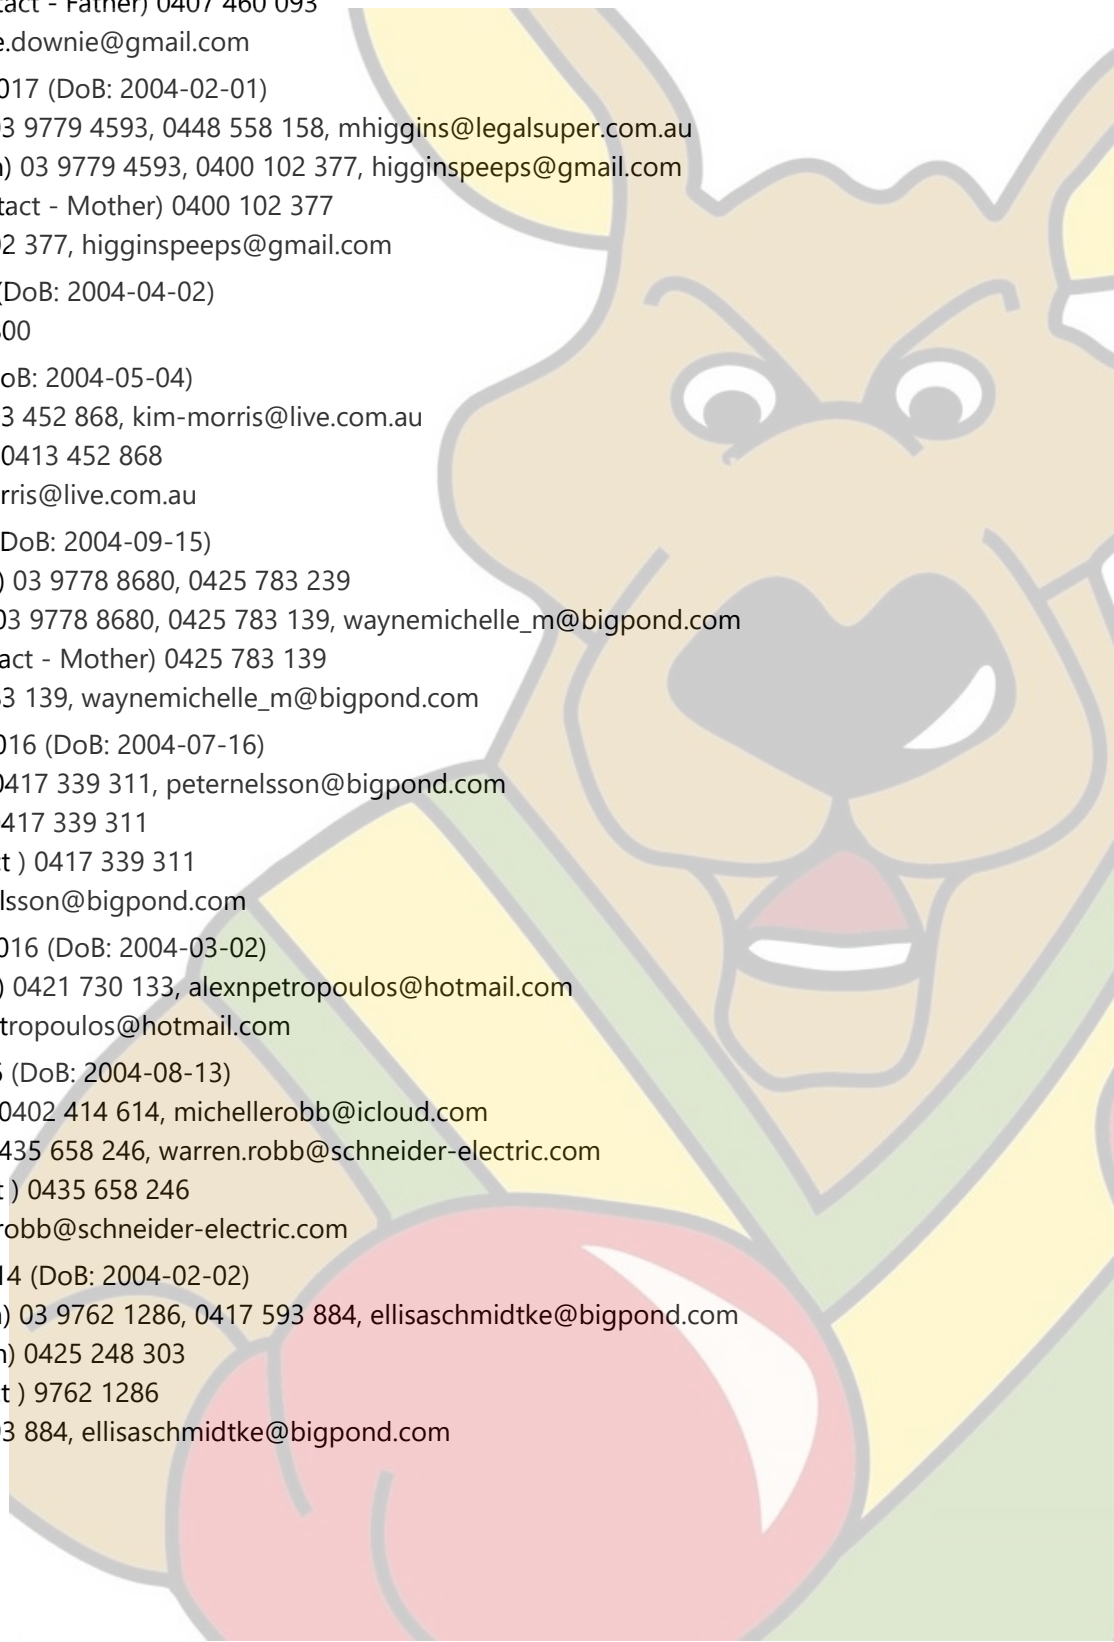 tact - Father) 0407 460 093
e.downie@gmail.com
017 (DoB: 2004-02-01)
03 9779 4593, 0448 558 158, mhiggins@legalsuper.com.au
) 03 9779 4593, 0400 102 377, higginspeeps@gmail.com
tact - Mother) 0400 102 377
02 377, higginspeeps@gmail.com
(DoB: 2004-04-02)
00
oB: 2004-05-04)
3 452 868, kim-morris@live.com.au
0413 452 868
rris@live.com.au
DoB: 2004-09-15)
) 03 9778 8680, 0425 783 239
03 9778 8680, 0425 783 139, waynemichelle_m@bigpond.com
act - Mother) 0425 783 139
83 139, waynemichelle_m@bigpond.com
016 (DoB: 2004-07-16)
0417 339 311, peternelsson@bigpond.com
417 339 311
t ) 0417 339 311
lsson@bigpond.com
016 (DoB: 2004-03-02)
) 0421 730 133, alexnpetropoulos@hotmail.com
tropoulos@hotmail.com
6 (DoB: 2004-08-13)
0402 414 614, michellerobb@icloud.com
435 658 246, warren.robb@schneider-electric.com
t ) 0435 658 246
robb@schneider-electric.com
14 (DoB: 2004-02-02)
) 03 9762 1286, 0417 593 884, ellisaschmidtke@bigpond.com
) 0425 248 303
t ) 9762 1286
93 884, ellisaschmidtke@bigpond.com